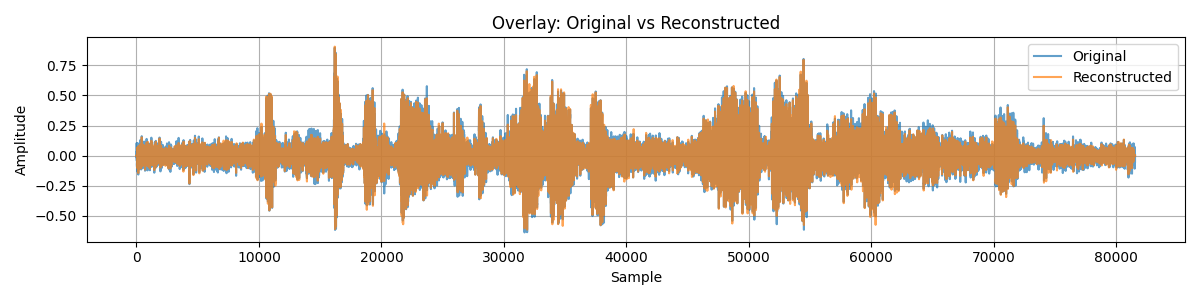 Overlay: Original vs Reconstructed
Original
Reconstructed
Amplitude
0.75
0.50
0.25
0.00
−0.25
−0.50
0 10000 20000 30000 40000 50000 60000 70000 80000
Sample